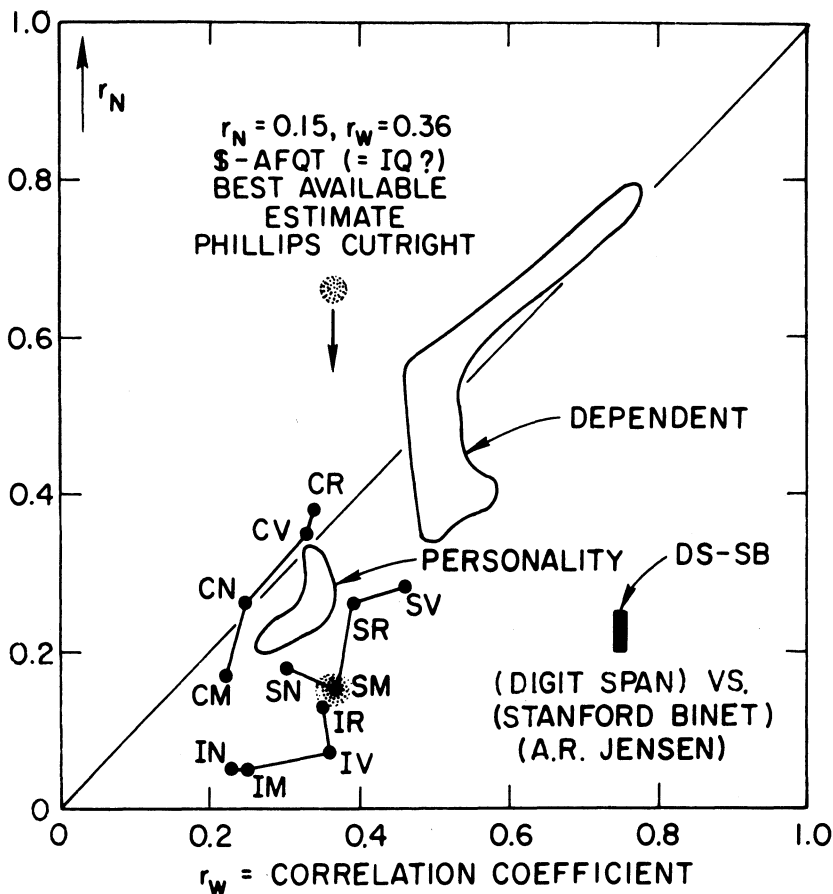 1.0
r_N
r_N = 0.15, r_W = 0.36
$-AFQT (= IQ?)
BEST AVAILABLE
ESTIMATE
PHILLIPS CUTRIGHT
0.8
0.6
DEPENDENT
0.4
CR
CV
PERSONALITY
DS-SB
CN
SV
SR
0.2
CM
SN
SM
(DIGIT SPAN) VS.
(STANFORD BINET)
(A.R. JENSEN)
IR
IN
IV
IM
0
0
0.2
0.4
0.6
0.8
1.0
r_W = CORRELATION COEFFICIENT